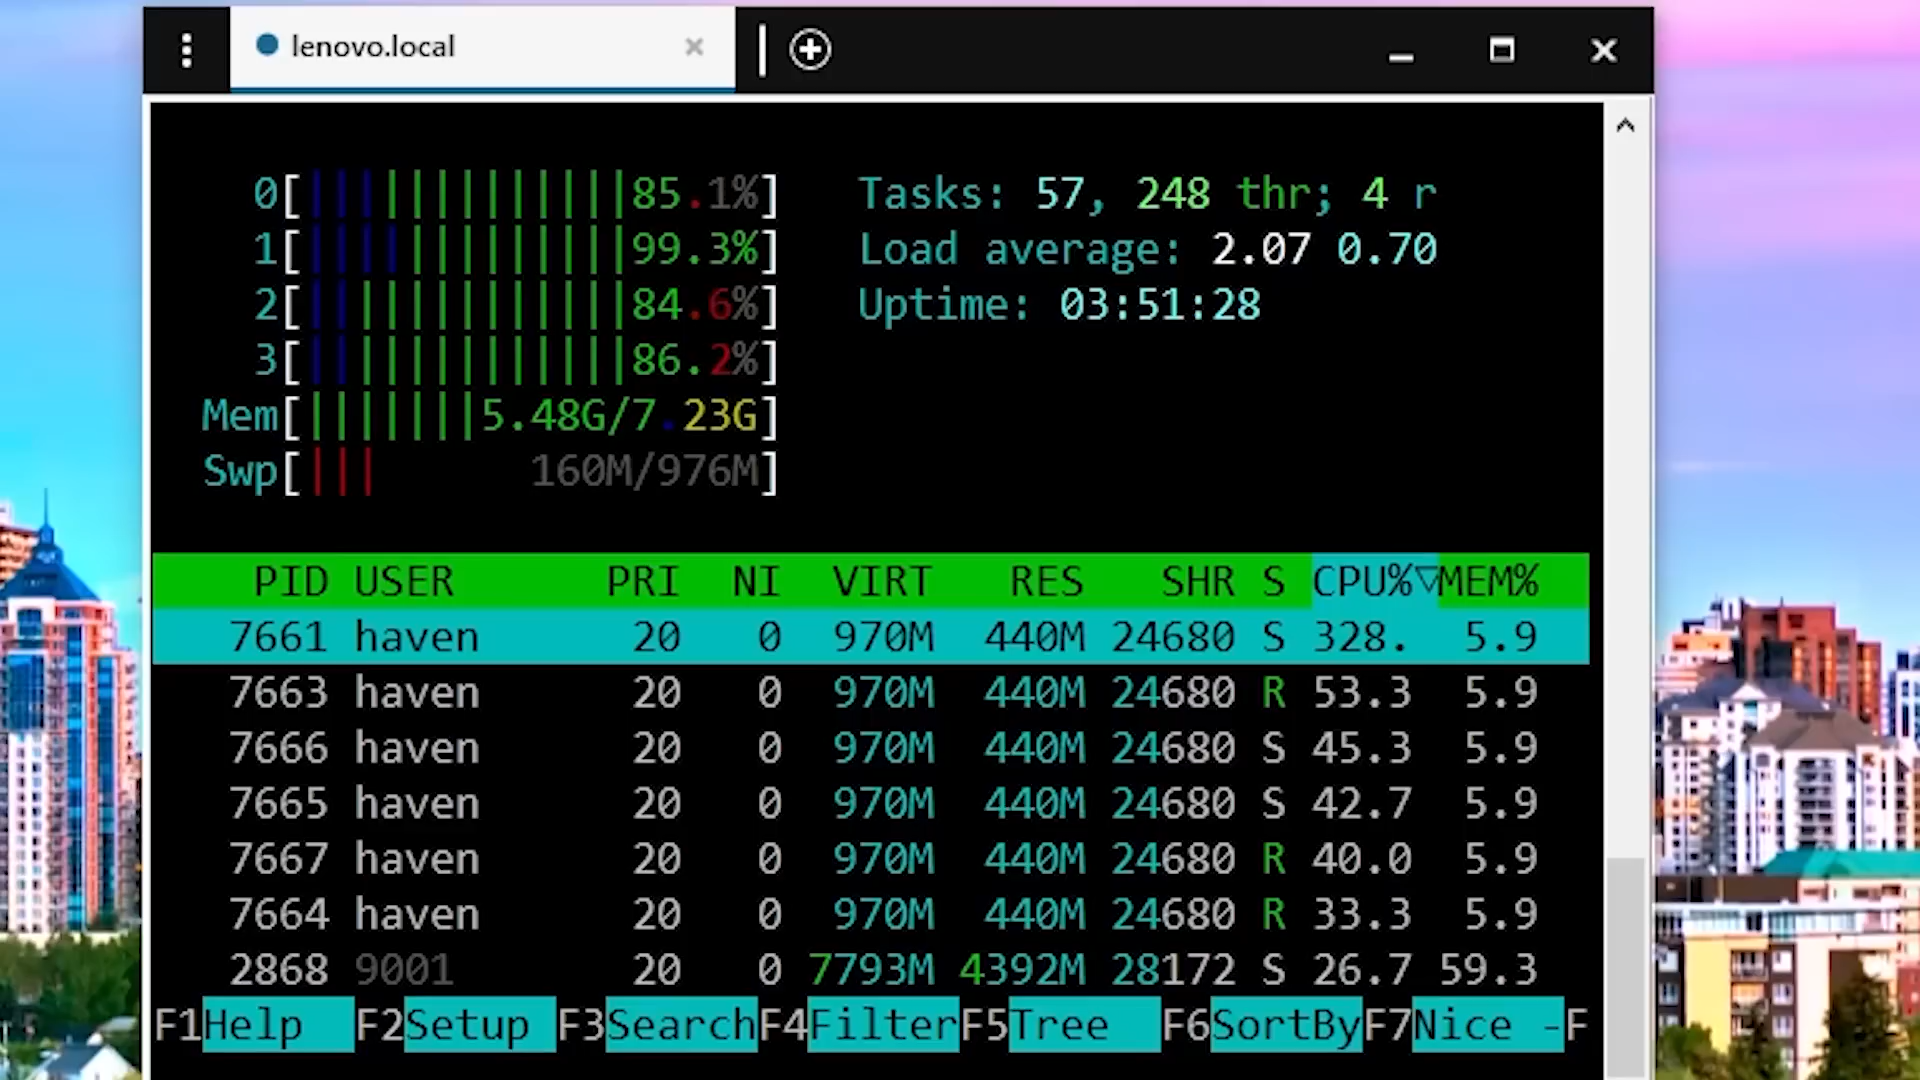 lenovo.local
0[|||||||||||||85.1%] Tasks: 57, 248 thr; 4 r
1[|||||||||||||99.3%] Load average: 2.07 0.70
2[|||||||||||||84.6%] Uptime: 03:51:28
3[|||||||||||||86.2%]
Mem[|||||||5.48G/7.23G]
Swp[||| 160M/976M]
PID USER PRI NI VIRT RES SHR S CPU%▽MEM%
7661 haven 20 0 970M 440M 24680 S 328. 5.9
7663 haven 20 0 970M 440M 24680 R 53.3 5.9
7666 haven 20 0 970M 440M 24680 S 45.3 5.9
7665 haven 20 0 970M 440M 24680 S 42.7 5.9
7667 haven 20 0 970M 440M 24680 R 40.0 5.9
7664 haven 20 0 970M 440M 24680 R 33.3 5.9
2868 9001 20 0 7793M 4392M 28172 S 26.7 59.3
F1Help F2Setup F3SearchF4FilterF5Tree F6SortByF7Nice -F